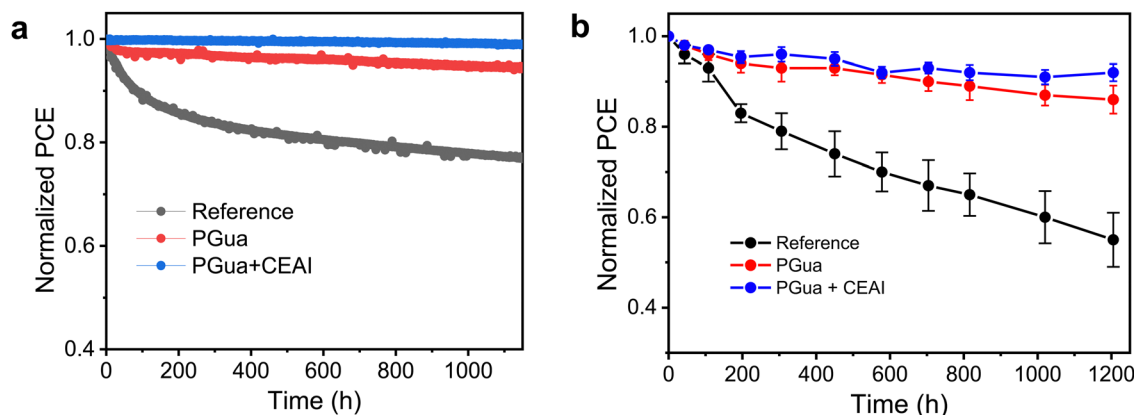 a
1.0
0.8
0.6
0.4
Normalized PCE
Reference
PGua
PGua+CEAI
0
200
400
600
800
1000
Time (h)
b
1.0
0.8
0.6
0.4
Normalized PCE
Reference
PGua
PGua + CEAI
0
200
400
600
800
1000
1200
Time (h)